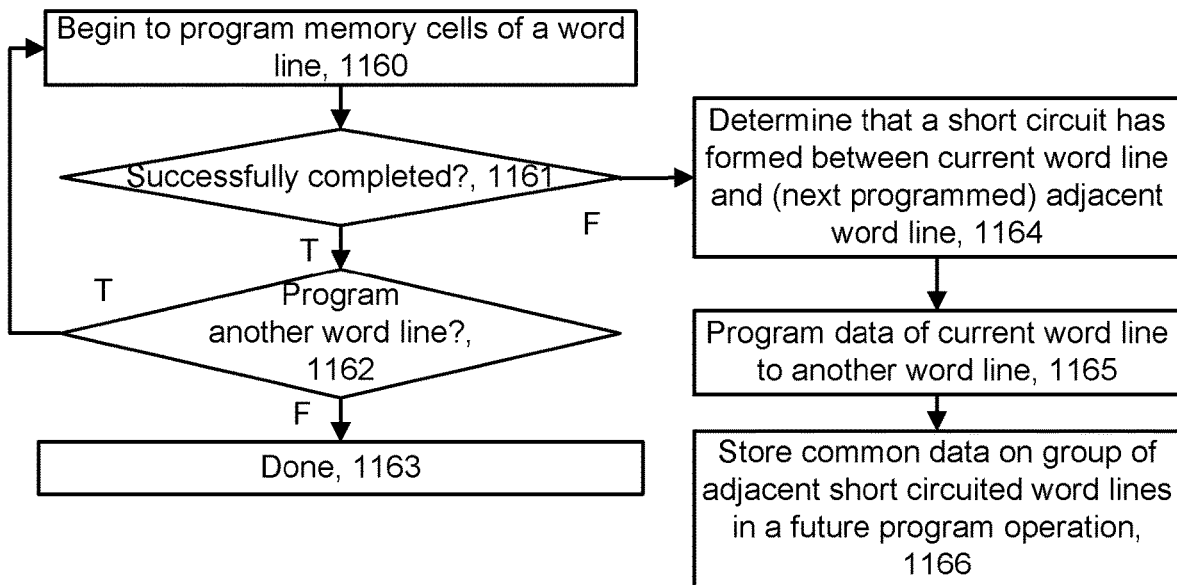 Begin to program memory cells of a word
line, 1160
Successfully completed?, 1161
F
T
T
Program
another word line?,
1162
F
Done, 1163
Determine that a short circuit has
formed between current word line
and (next programmed) adjacent
word line, 1164
Program data of current word line
to another word line, 1165
Store common data on group of
adjacent short circuited word lines
in a future program operation,
1166